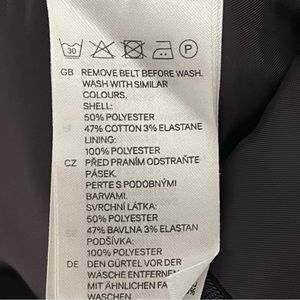 30 P
GB REMOVE BELT BEFORE WASH.
WASH WITH SIMILAR
COLOURS.
SHELL:
50% POLYESTER
47% COTTON 3% ELASTANE
LINING:
100% POLYESTER
CZ PŘED PRANÍM ODSTRAŇTE
PÁSEK.
PERTE S PODOBNÝMI
BARVAMI.
SVRCHNÍ LÁTKA:
50% POLYESTER
47% BAVLNA 3% ELASTAN
PODŠÍVKA:
100% POLYESTER
DE DEN GÜRTEL VOR DER
WÄSCHE ENTFERNEN
MIT ÄHNLICHEN FA
WASCHEN.